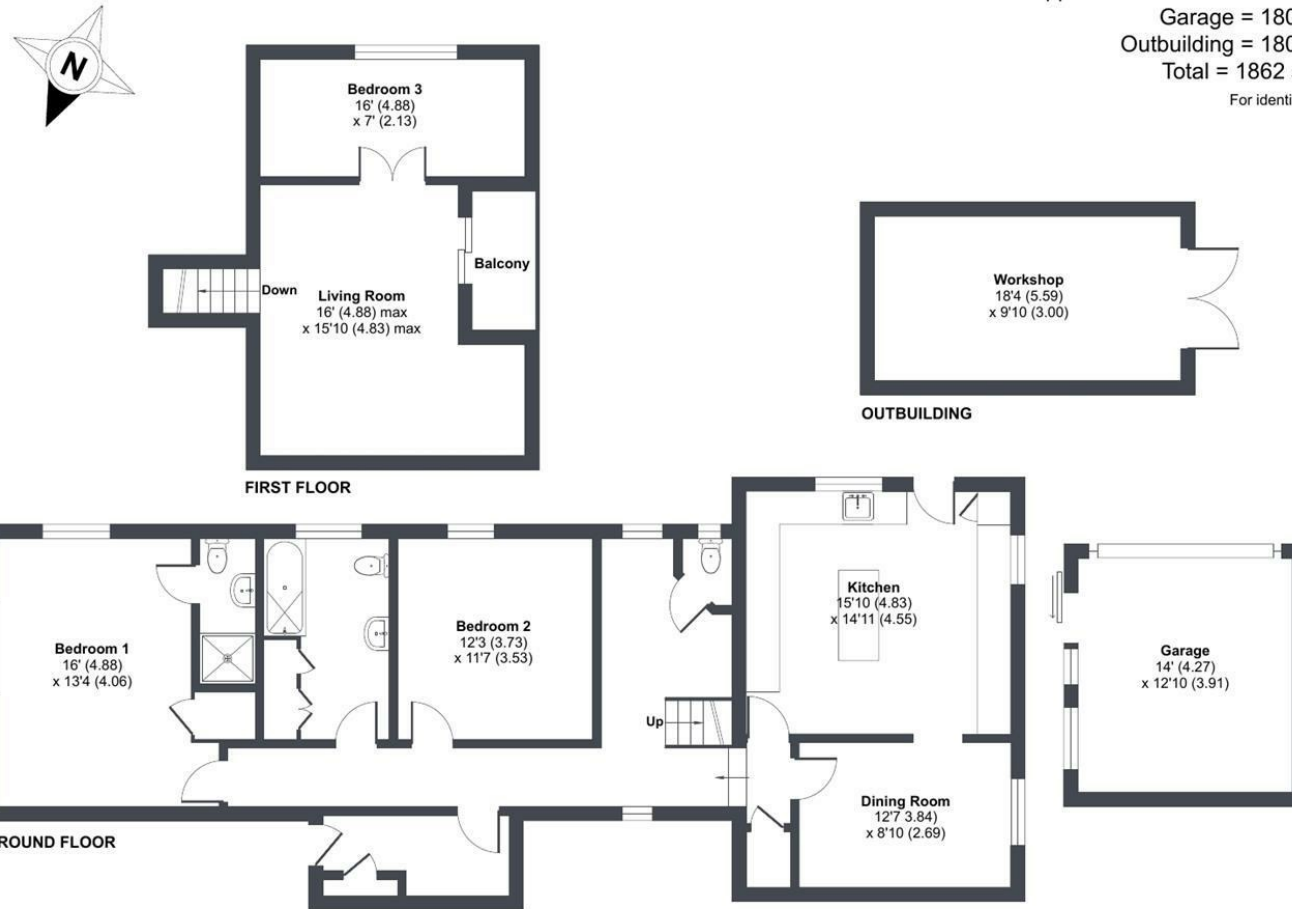 Garage = 180
Outbuilding = 180
Total = 1862
For identi
N
Bedroom 3
16' (4.88)
x 7' (2.13)
Balcony
Down
Living Room
16' (4.88) max
x 15'10 (4.83) max
FIRST FLOOR
Workshop
18'4 (5.59)
x 9'10 (3.00)
OUTBUILDING
Bedroom 1
16' (4.88)
x 13'4 (4.06)
Bedroom 2
12'3 (3.73)
x 11'7 (3.53)
Up
Kitchen
15'10 (4.83)
x 14'11 (4.55)
Dining Room
12'7 3.84)
x 8'10 (2.69)
Garage
14' (4.27)
x 12'10 (3.91)
ROUND FLOOR